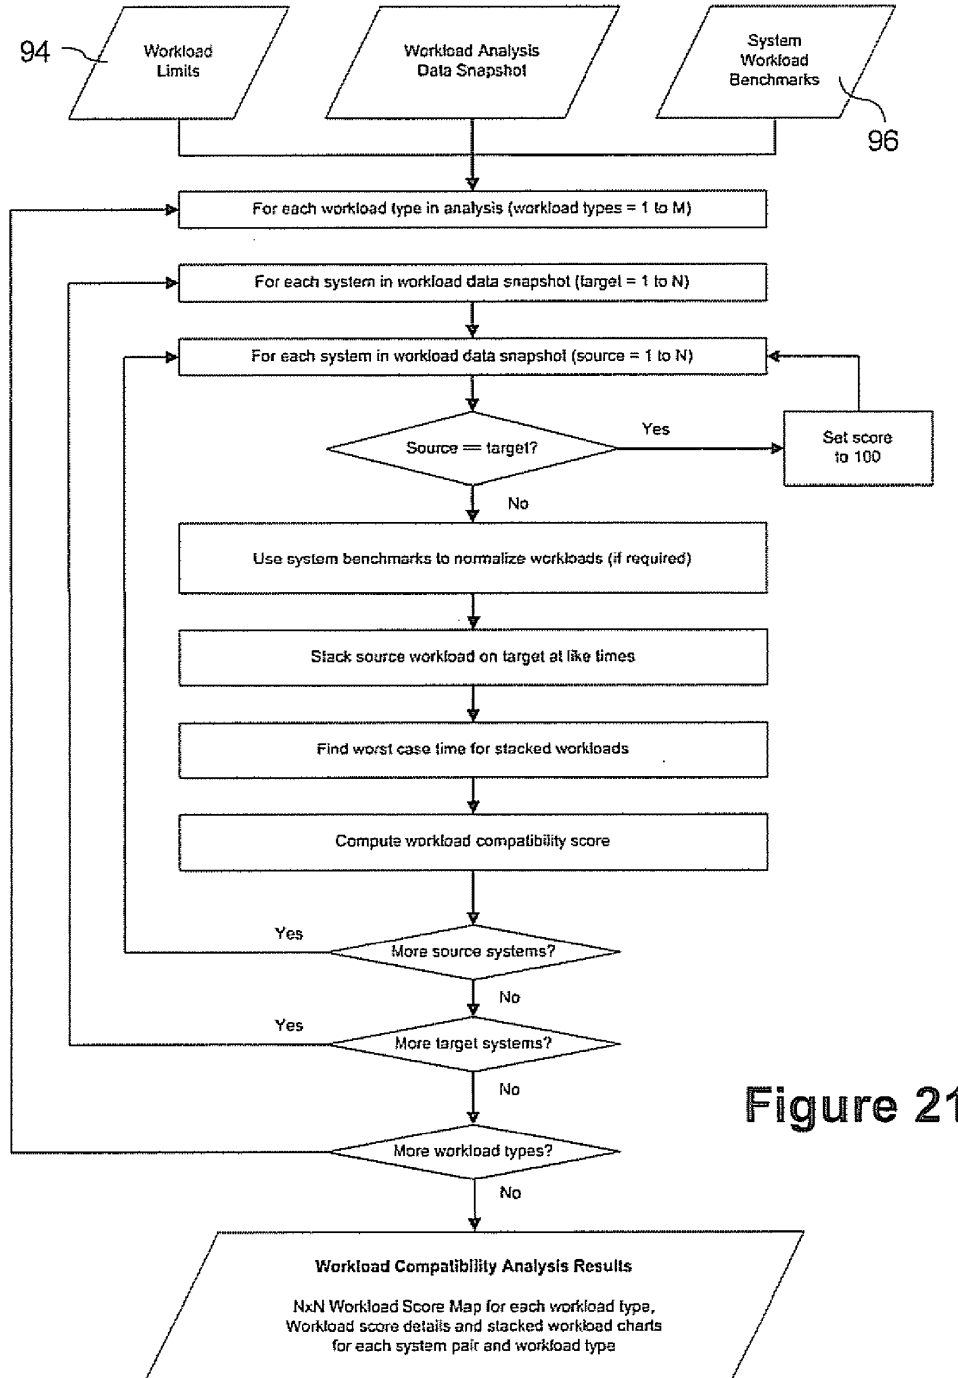 94
Workload
Limits
Workload Analysis
Data Snapshot
System
Workload
Benchmarks
96
For each workload type in analysis (workload types = 1 to M)
For each system in workload data snapshot (target = 1 to N)
For each system in workload data snapshot (source = 1 to N)
Source == target?
Yes
Set score
to 100
No
Use system benchmarks to normalize workloads (if required)
Stack source workload on target at like times
Find worst case time for stacked workloads
Compute workload compatibility score
Yes
More source systems?
No
Yes
More target systems?
No
Figure 21
More workload types?
No
Workload Compatibility Analysis Results
NxN Workload Score Map for each workload type,
Workload score details and stacked workload charts
for each system pair and workload type